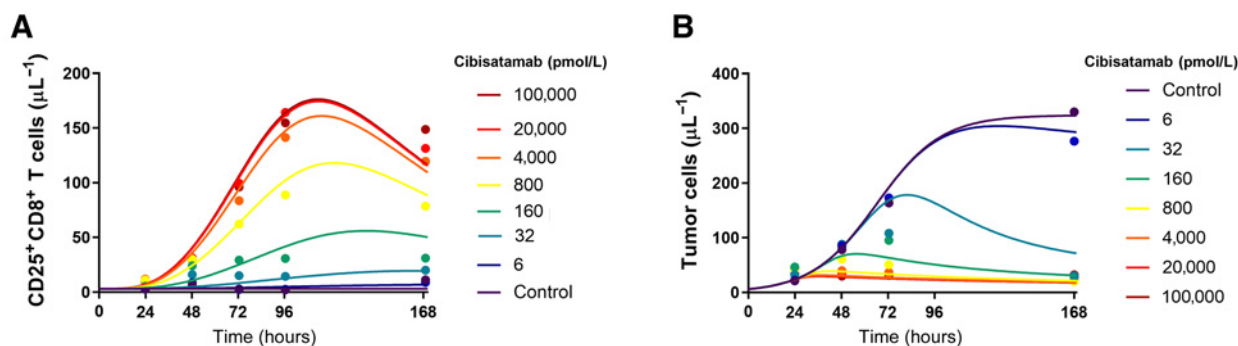 A
CD25+ CD8+ T cells (μL−1)
200
150
100
50
0
0 24 48 72 96 168
Time (hours)
Cibisatamab (pmol/L)
100,000
20,000
4,000
800
160
32
6
Control
B
Tumor cells (μL−1)
400
300
200
100
0
0 24 48 72 96 168
Time (hours)
Cibisatamab (pmol/L)
Control
6
32
160
800
4,000
20,000
100,000